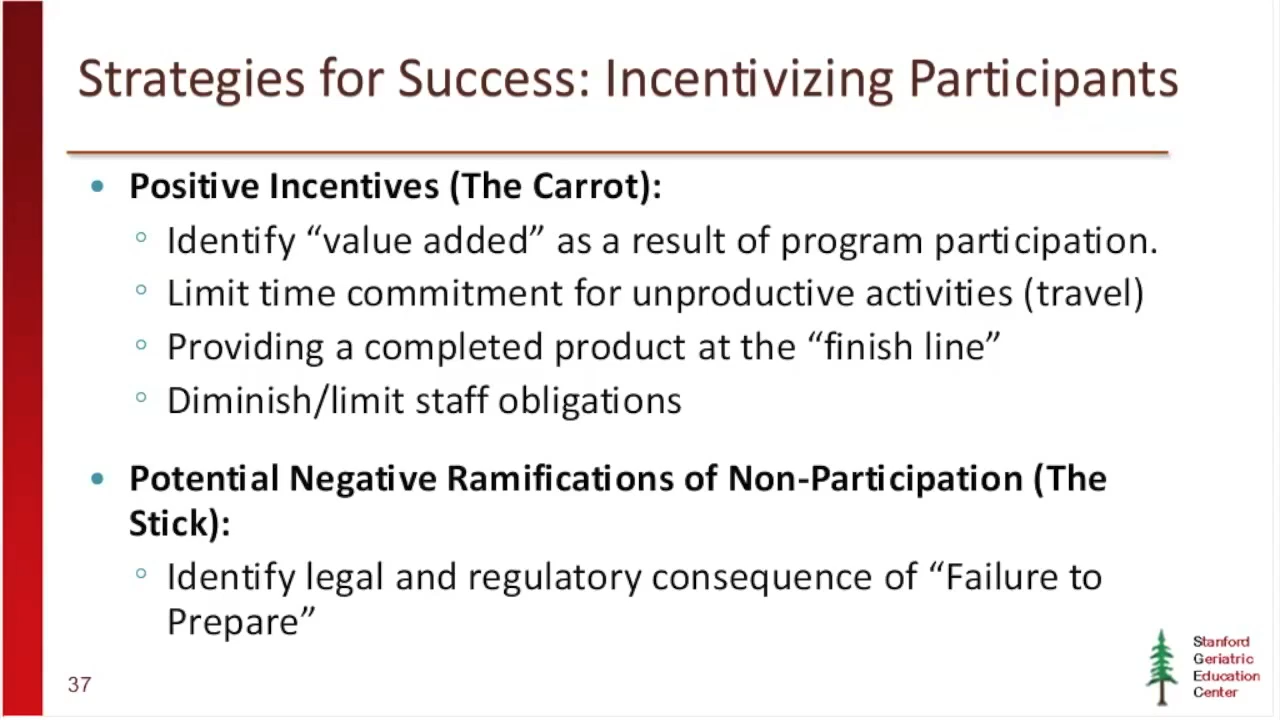 Strategies for Success: Incentivizing Participants
• Positive Incentives (The Carrot):
◦ Identify “value added” as a result of program participation.
◦ Limit time commitment for unproductive activities (travel)
◦ Providing a completed product at the “finish line”
◦ Diminish/limit staff obligations
• Potential Negative Ramifications of Non-Participation (The
Stick):
◦ Identify legal and regulatory consequence of “Failure to
Prepare”
37
Stanford
Geriatric
Education
Center